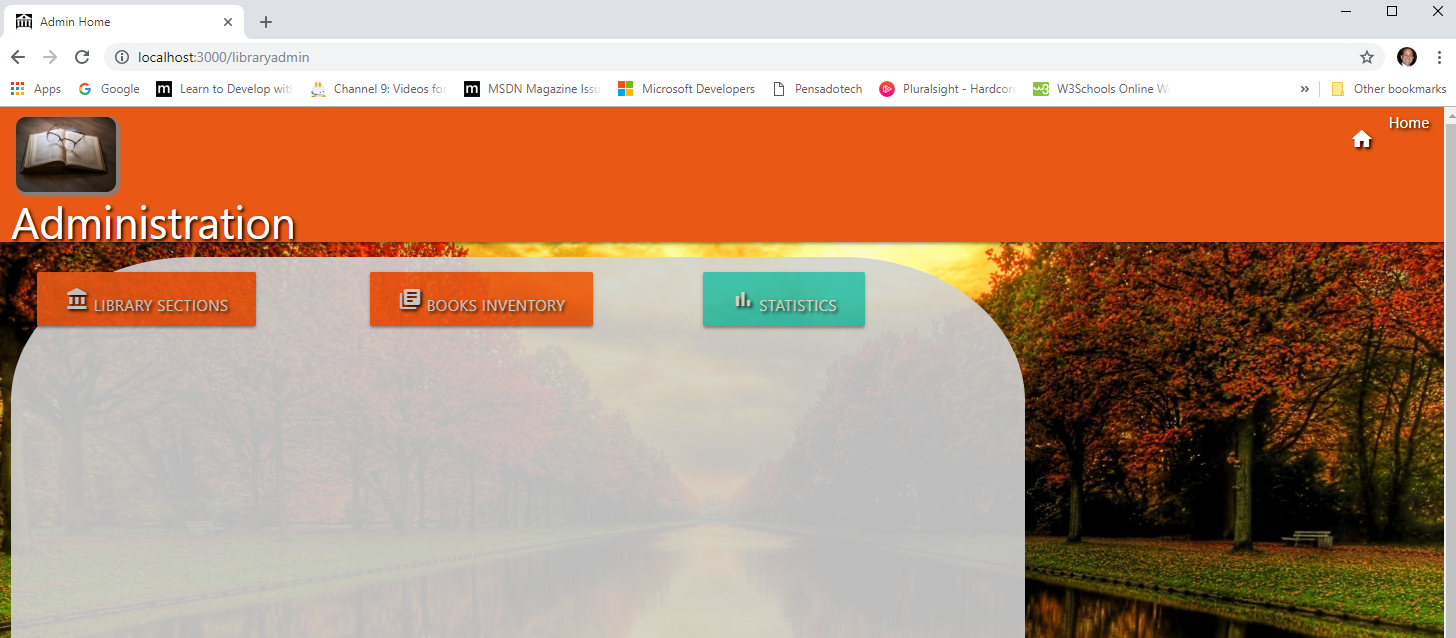 Admin Home
localhost:3000/libraryadmin
Apps Google Learn to Develop wit Channel 9: Videos for MSDN Magazine Issu Microsoft Developers Pensadotech Pluralsight - Hardcor W3Schools Online W » Other bookmarks
Home
Administration
LIBRARY SECTIONS BOOKS INVENTORY STATISTICS